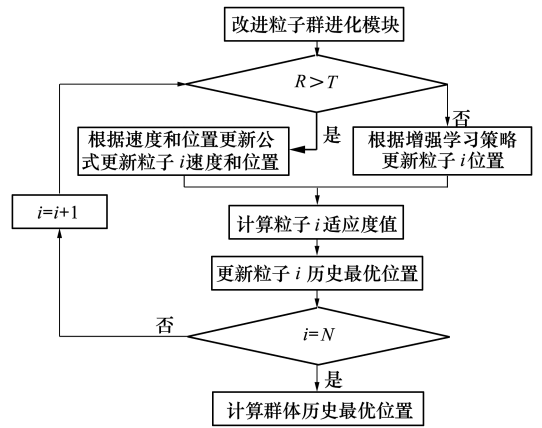 改进粒子群进化模块
R＞T
是
否
根据速度和位置更新公
式更新粒子 i速度和位置
根据增强学习策略
更新粒子 i位置
i=i+1
计算粒子 i适应度值
更新粒子 i 历史最优位置
否
i=N
是
计算群体历史最优位置